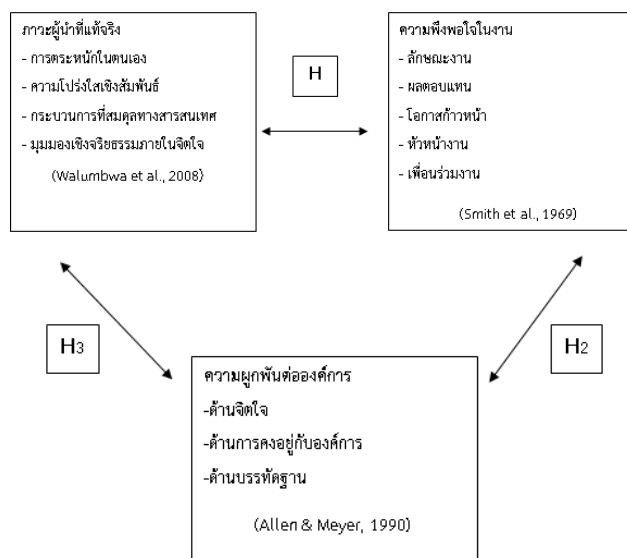 ภาวะผู้นำที่แท้จริง
- การตระหนักในตนเอง
- ความโปร่งใสเชิงสัมพันธ์
- กระบวนการที่สมดุลทางสารสนเทศ
- มุมมองเชิงจริยธรรมภายในจิตใจ
(Walumbwa et al., 2008)
H
ความพึงพอใจในงาน
- ลักษณะงาน
- ผลตอบแทน
- โอกาสก้าวหน้า
- หัวหน้างาน
- เพื่อนร่วมงาน
(Smith et al., 1969)
H3
H2
ความผูกพันต่อองค์การ
-ด้านจิตใจ
-ด้านการคงอยู่กับองค์การ
-ด้านบรรทัดฐาน
(Allen & Meyer, 1990)